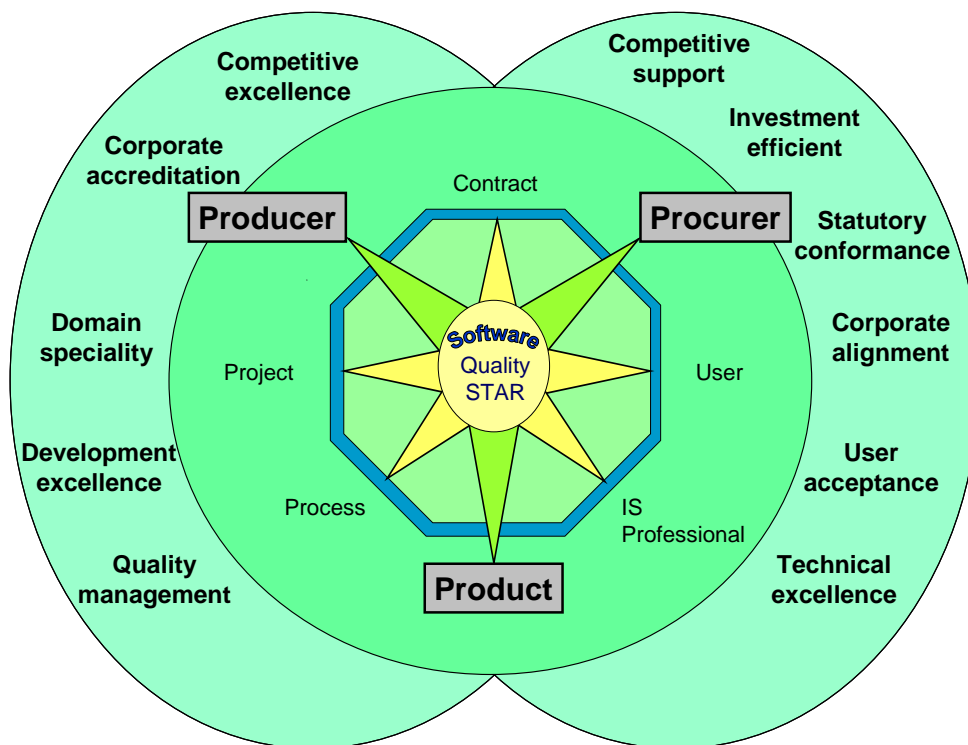 Competitive
excellence
Competitive
support
Corporate
accreditation
Investment
efficient
Contract
Producer
Procurer
Statutory
conformance
Domain
speciality
Software
Quality
STAR
Corporate
alignment
Project
User
Development
excellence
User
acceptance
Process
IS
Professional
Quality
management
Product
Technical
excellence